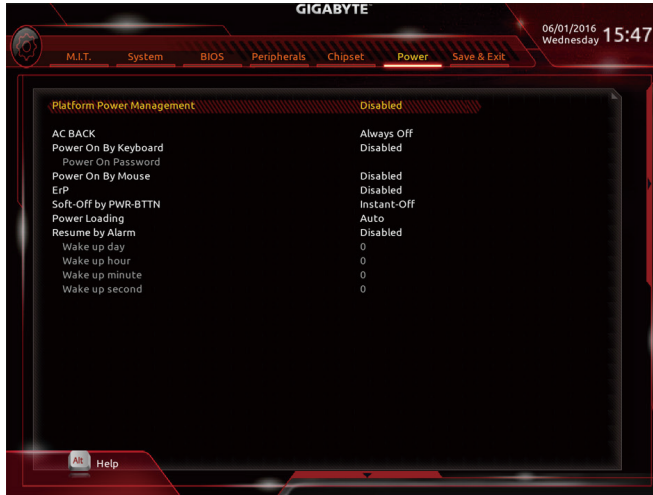 GIGABYTE
06/01/2016
Wednesday 15:47
M.I.T. System BIOS Peripherals Chipset Power Save & Exit
Platform Power Management Disabled
AC BACK Always Off
Power On By Keyboard Disabled
Power On Password
Power On By Mouse Disabled
ErP Disabled
Soft-Off by PWR-BTTN Instant-Off
Power Loading Auto
Resume by Alarm Disabled
Wake up day 0
Wake up hour 0
Wake up minute 0
Wake up second 0
Alt Help